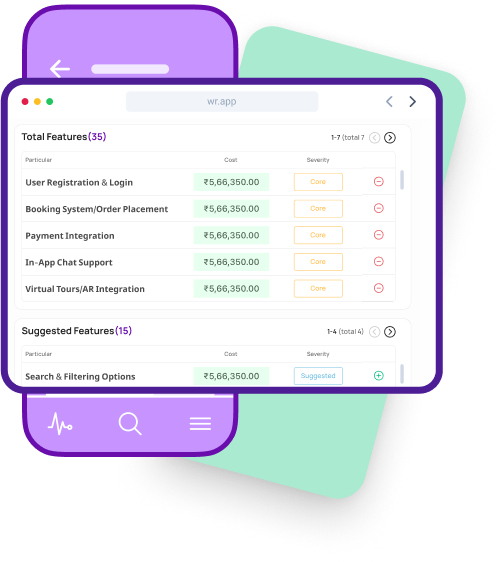 wr.app
Total Features(35) 1-7 (total 7
Particular Cost Severity
User Registration & Login ₹5,66,350.00 Core
Booking System/Order Placement ₹5,66,350.00 Core
Payment Integration ₹5,66,350.00 Core
In-App Chat Support ₹5,66,350.00 Core
Virtual Tours/AR Integration ₹5,66,350.00 Core
Suggested Features(15) 1-4 (total 4)
Particular Cost Severity
Search & Filtering Options ₹5,66,350.00 Suggested